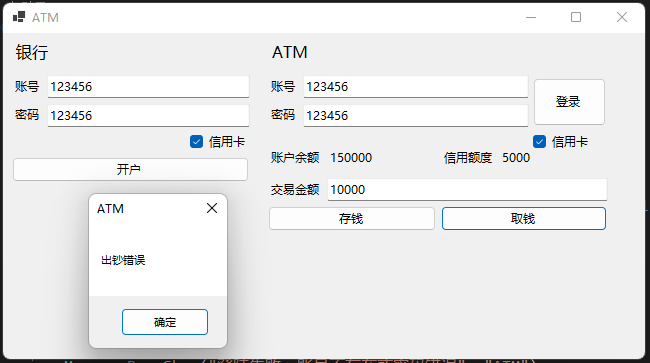 ATM
银行
账号 123456
密码 123456
信用卡
开户
ATM
账号 123456
密码 123456
登录
信用卡
账户余额 150000 信用额度 5000
交易金额 10000
存钱 取钱
ATM
出钞错误
确定